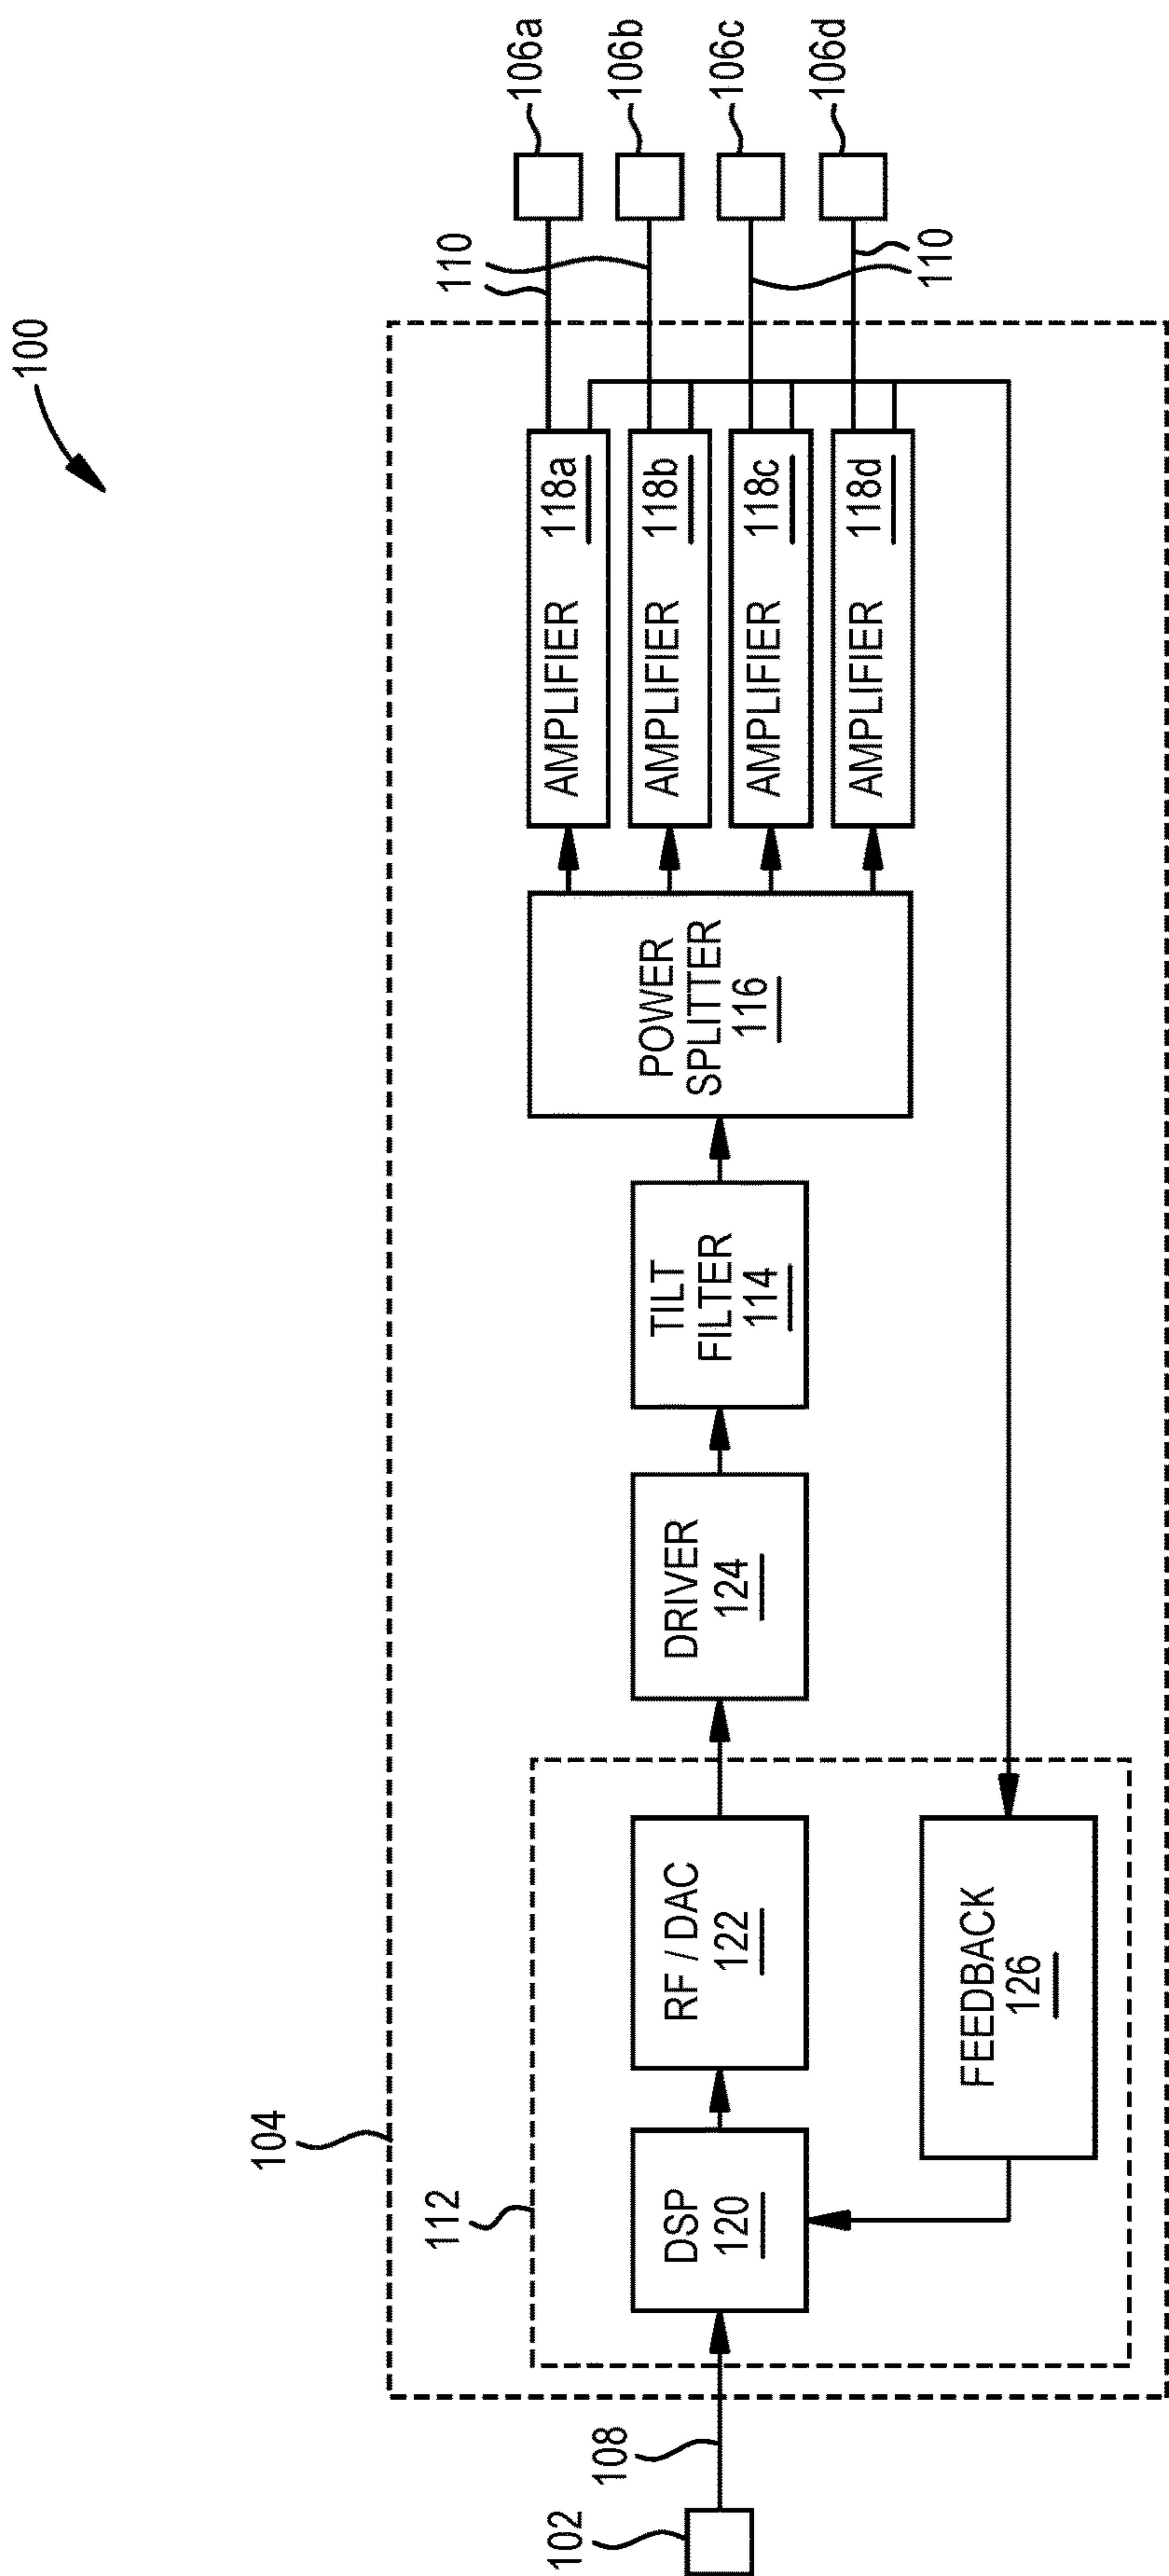 100
104
112
102
108
DSP
120
RF / DAC
122
FEEDBACK
126
DRIVER
124
TILT
FILTER
114
POWER
SPLITTER
116
AMPLIFIER 118a
AMPLIFIER 118b
AMPLIFIER 118c
AMPLIFIER 118d
110
110
106a
106b
106c
106d